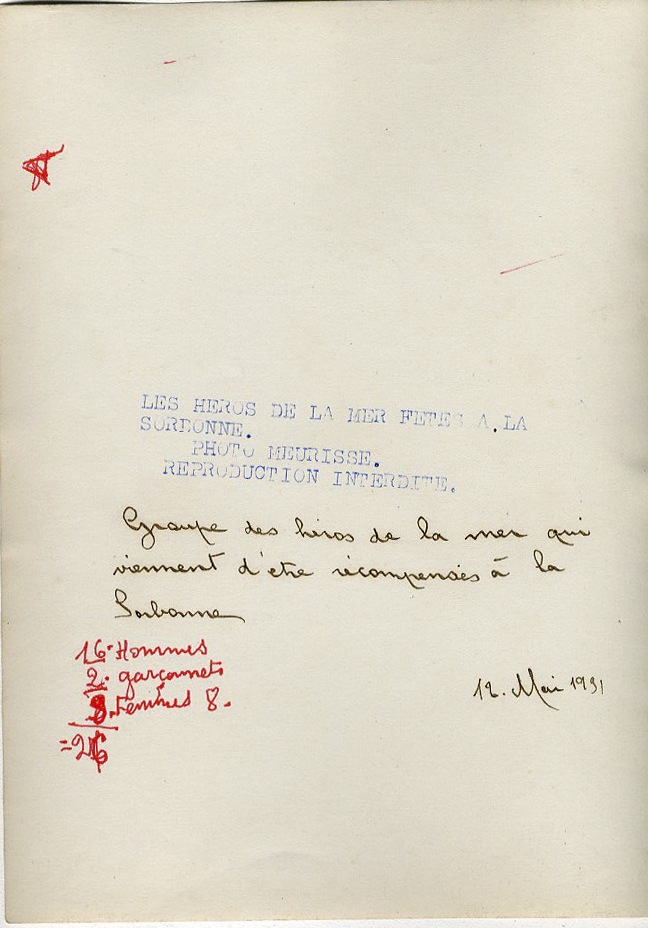 LES HEROS DE LA MER FETES A.LA
SORBONNE.
PHOTO MEURISSE.
REPRODUCTION INTERDITE.
Groupe des héros de la mer qui
viennent d'être récompensés à la
Sorbonne
16. Hommes
2. garçonnets
8. Femmes 8.
=26
12. Mai 1931